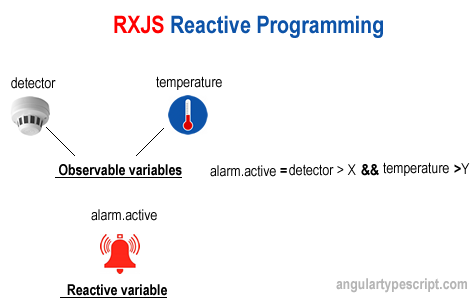 RXJS Reactive Programming
detector
temperature
Observable variables
alarm.active = detector > X && temperature >Y
alarm.active
Reactive variable
angulartypescript.com